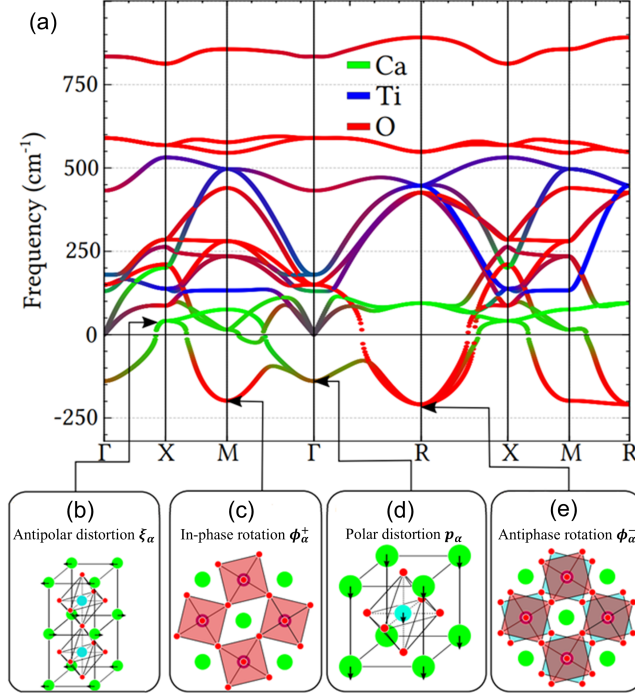 (a)
Ca
Ti
O
Frequency (cm⁻¹)
750
500
250
0
-250
Γ X M Γ R X M R
(b)
Antipolar distortion ξα
(c)
In-phase rotation ϕα⁺
(d)
Polar distortion pα
(e)
Antiphase rotation ϕα⁻